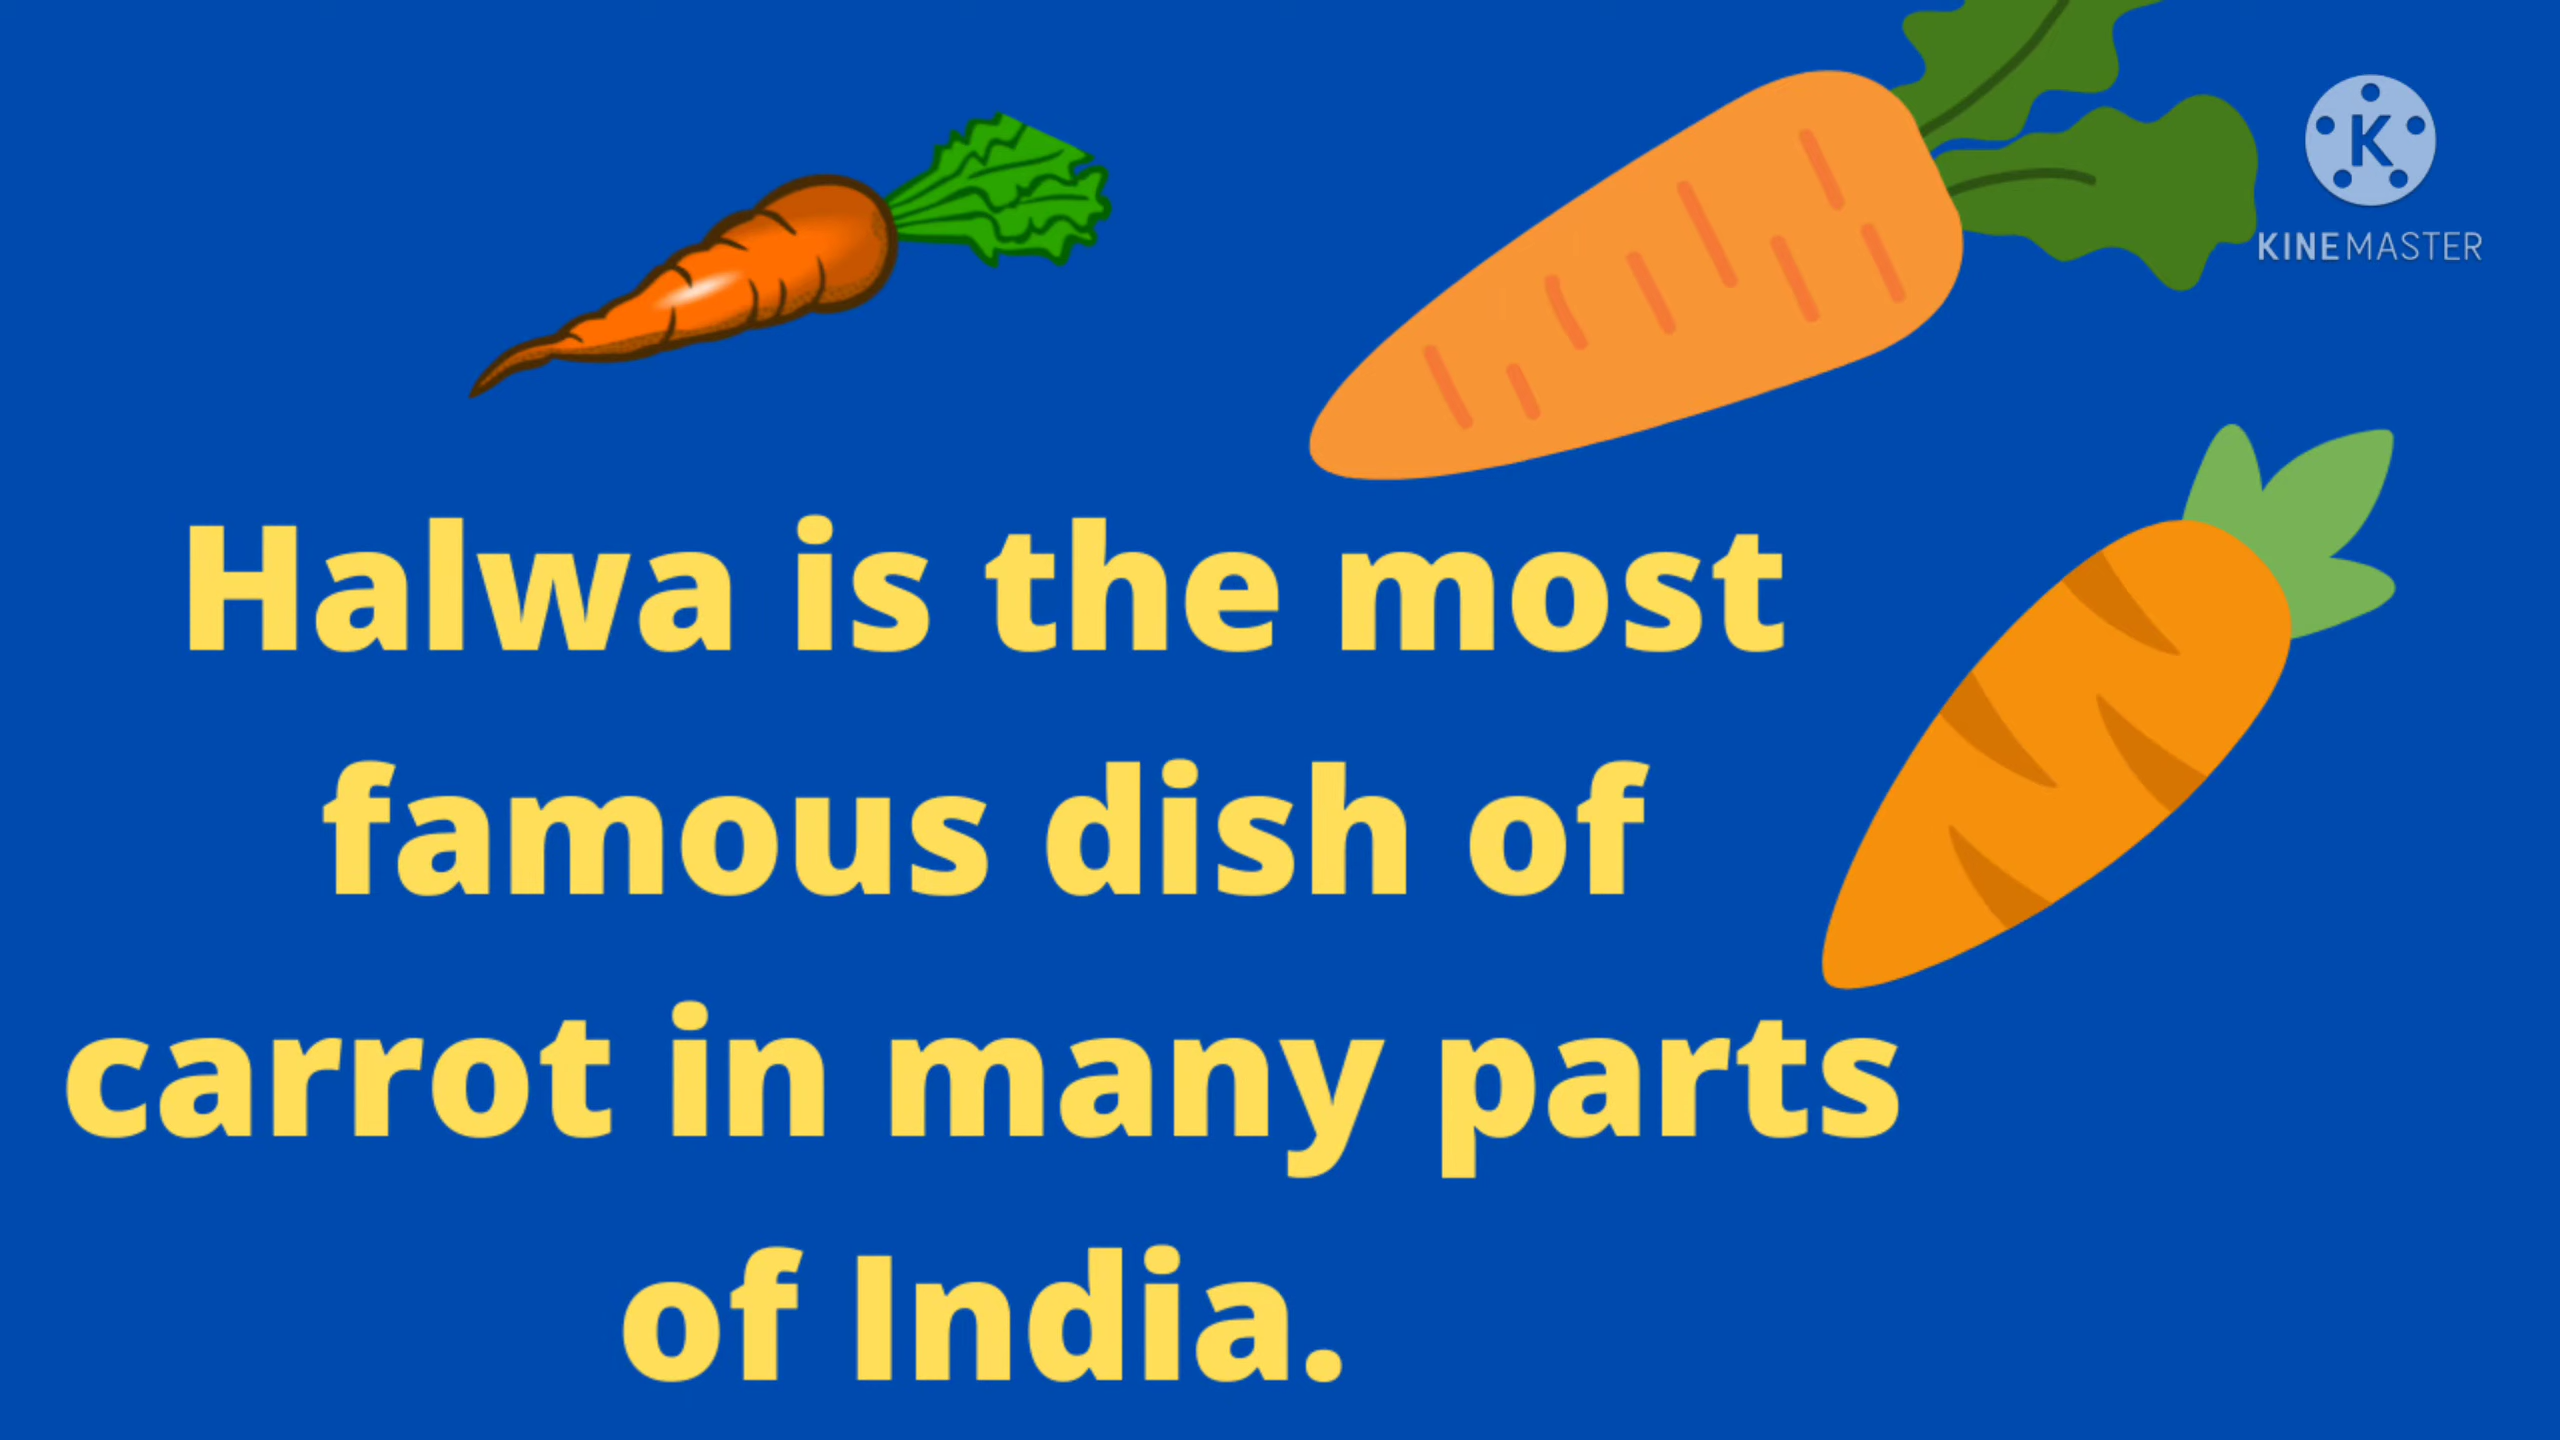 K
KINEMASTER
Halwa is the most
famous dish of
carrot in many parts
of India.